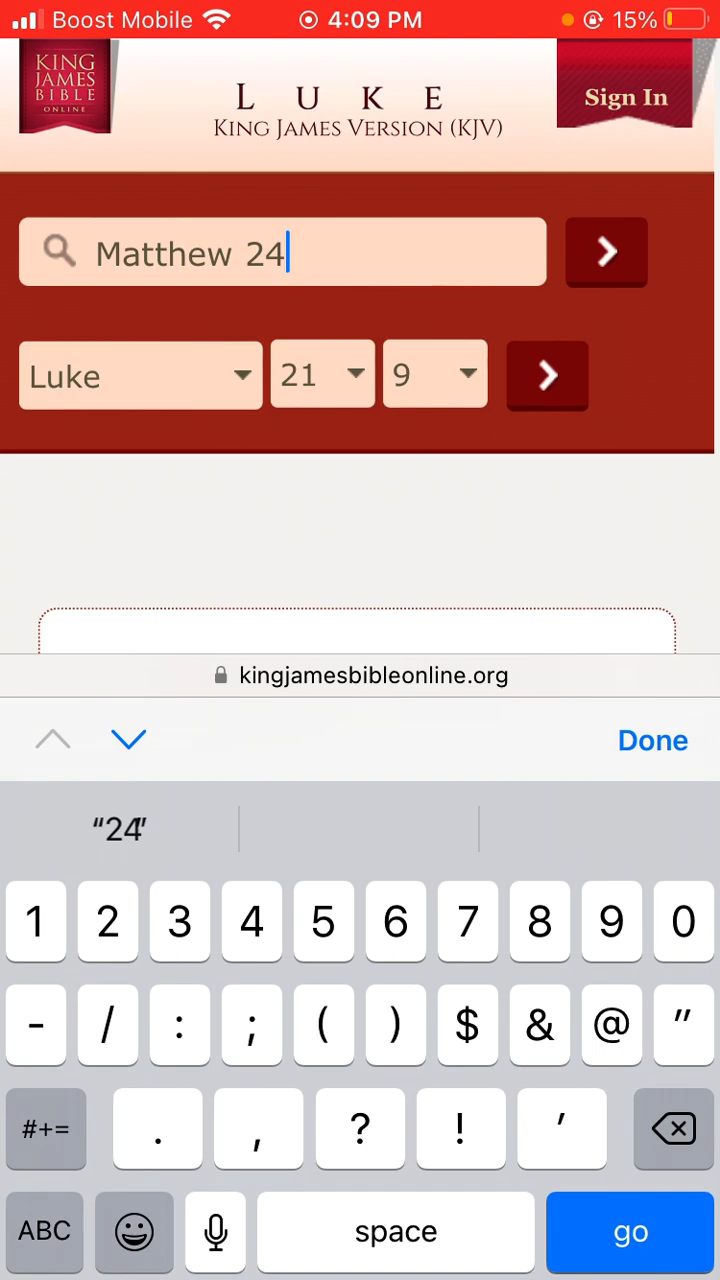 Boost Mobile 4:09 PM 15%
KING
JAMES
BIBLE
ONLINE
LUKE
KING JAMES VERSION (KJV)
Sign In
Matthew 24
Luke 21 9
kingjamesbibleonline.org
Done
“24”
1 2 3 4 5 6 7 8 9 0
- / : ; ( ) $ & @ "
#+= . , ? ! '
ABC space go